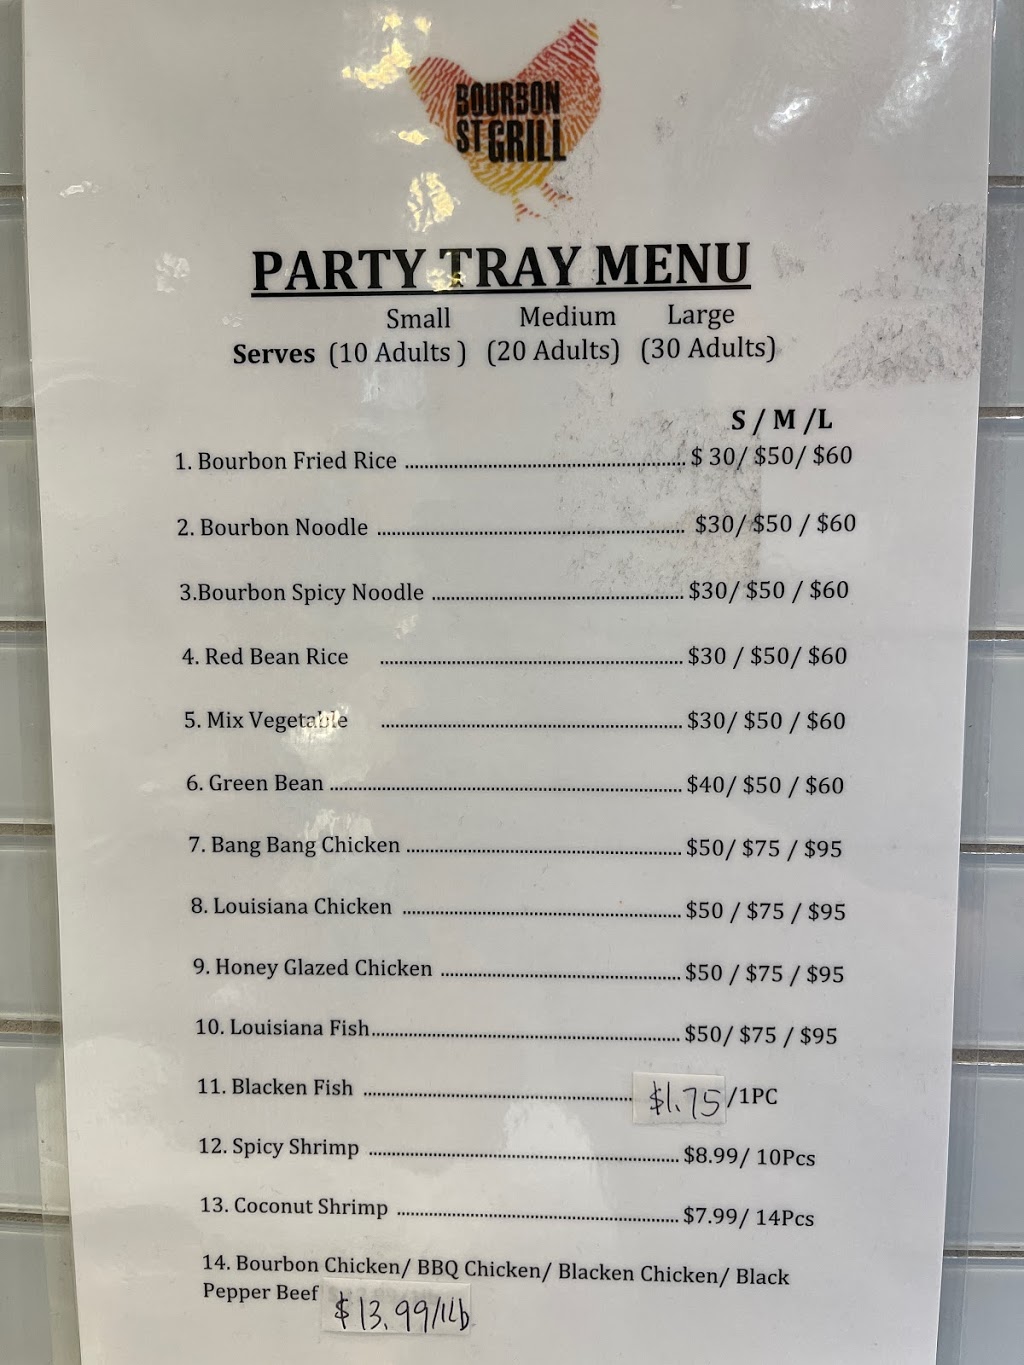 BOURBON
ST GRILL
PARTY TRAY MENU
Small Medium Large
Serves (10 Adults ) (20 Adults) (30 Adults)
S / M /L
1. Bourbon Fried Rice ........................................ $ 30/ $50/ $60
2. Bourbon Noodle ........................................ $30/ $50 / $60
3.Bourbon Spicy Noodle ........................................ $30/ $50 / $60
4. Red Bean Rice ........................................ $30 / $50/ $60
5. Mix Vegetable ........................................ $30/ $50 / $60
6. Green Bean ........................................ $40/ $50 / $60
7. Bang Bang Chicken ........................................ $50/ $75 / $95
8. Louisiana Chicken ........................................ $50 / $75 / $95
9. Honey Glazed Chicken ........................................ $50 / $75 / $95
10. Louisiana Fish........................................ $50/ $75 / $95
11. Blacken Fish ........................................ $1.75 /1PC
12. Spicy Shrimp ........................................ $8.99/ 10Pcs
13. Coconut Shrimp ........................................ $7.99/ 14Pcs
14. Bourbon Chicken/ BBQ Chicken/ Blacken Chicken/ Black
Pepper Beef $13.99/1Lb